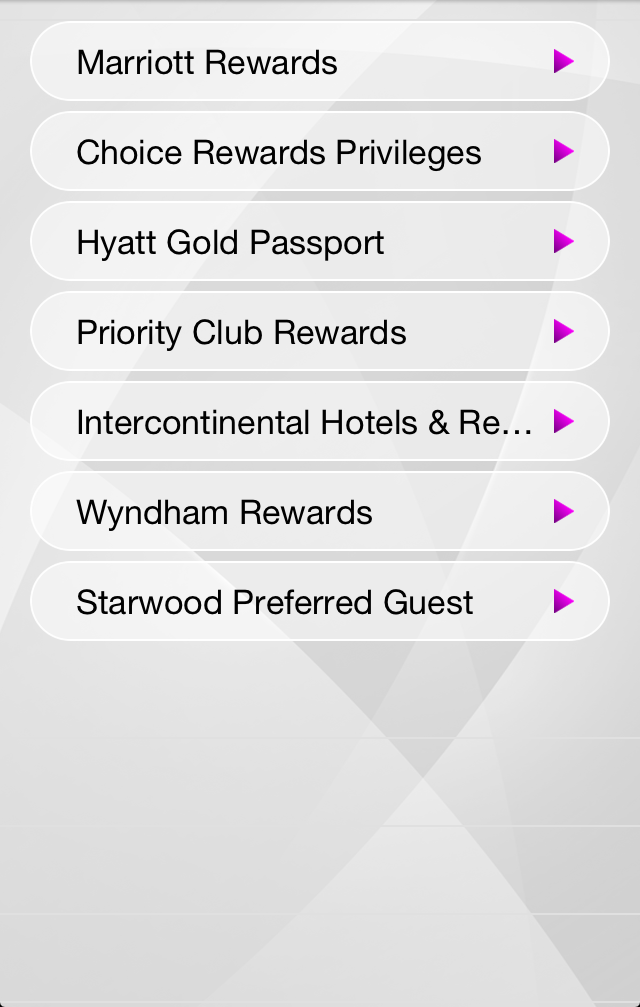 Marriott Rewards
Choice Rewards Privileges
Hyatt Gold Passport
Priority Club Rewards
Intercontinental Hotels & Re...
Wyndham Rewards
Starwood Preferred Guest